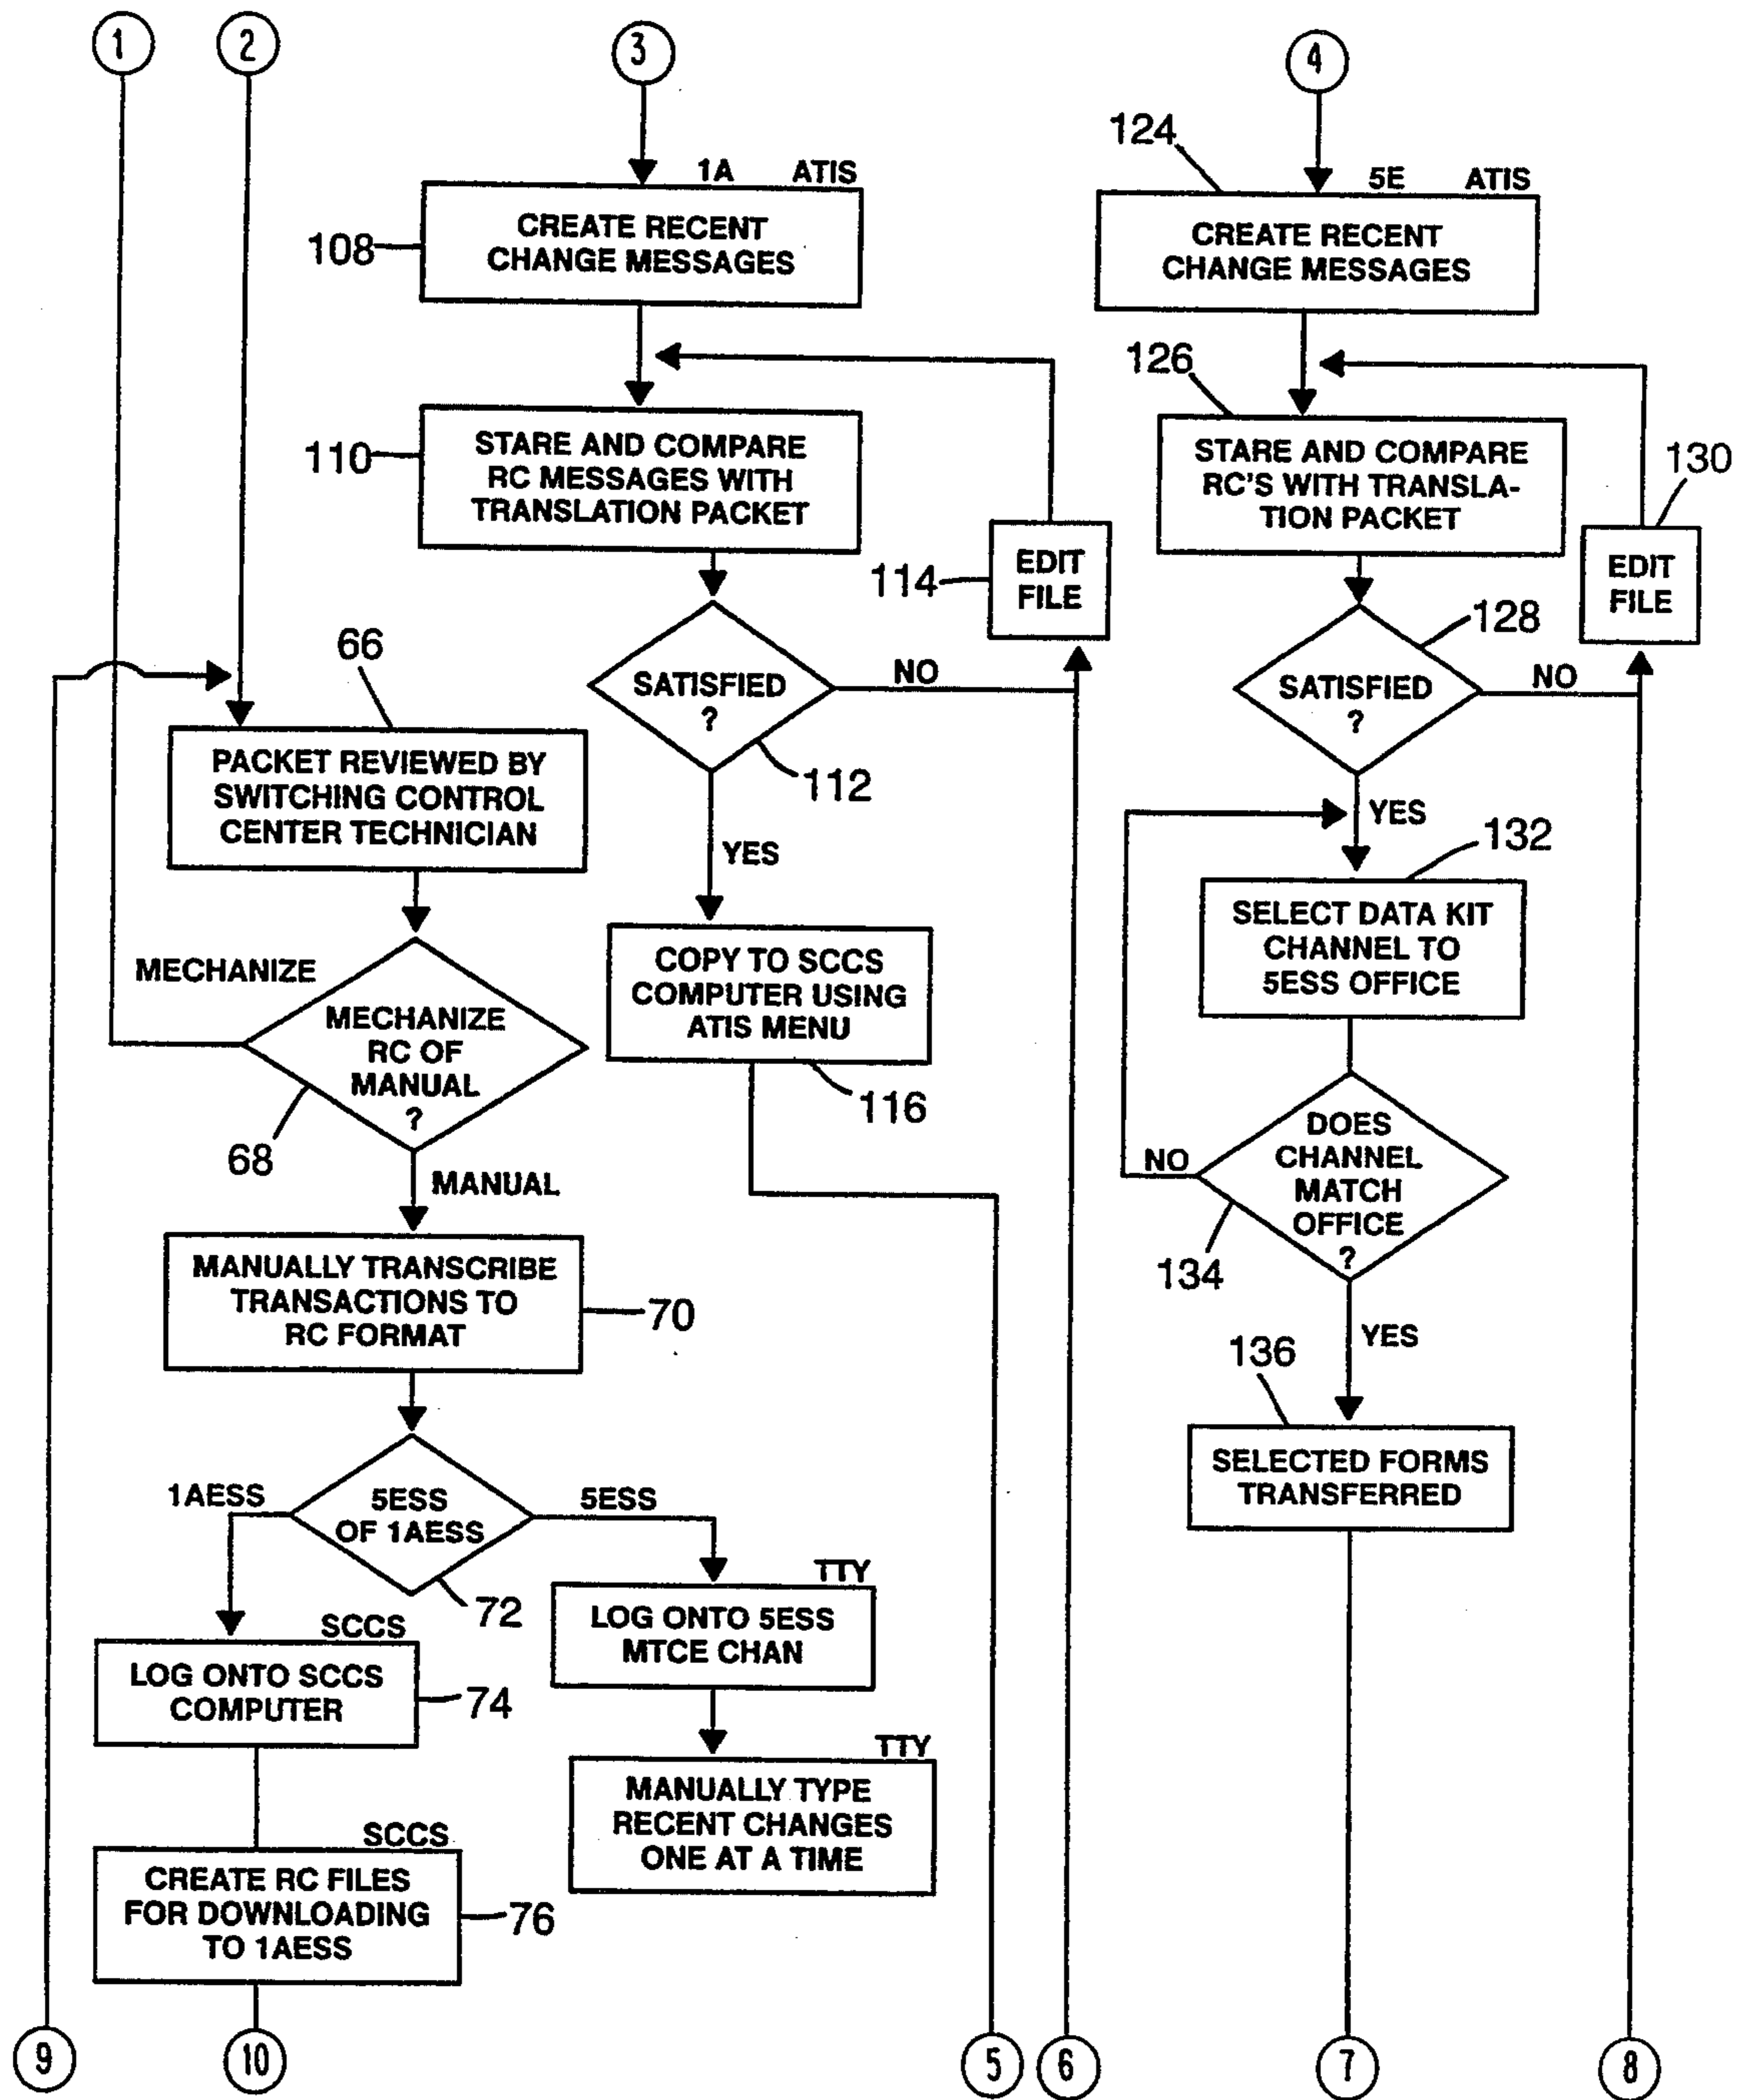 1
2
3
4
1A ATIS
108
CREATE RECENT
CHANGE MESSAGES
124
5E ATIS
CREATE RECENT
CHANGE MESSAGES
110
STARE AND COMPARE
RC MESSAGES WITH
TRANSLATION PACKET
114
EDIT
FILE
126
STARE AND COMPARE
RC'S WITH TRANSLA-
TION PACKET
130
EDIT
FILE
SATISFIED
?
NO
112
YES
128
SATISFIED
?
NO
YES
66
PACKET REVIEWED BY
SWITCHING CONTROL
CENTER TECHNICIAN
MECHANIZE
MECHANIZE
RC OF
MANUAL
?
68
MANUAL
COPY TO SCCS
COMPUTER USING
ATIS MENU
116
132
SELECT DATA KIT
CHANNEL TO
5ESS OFFICE
DOES
CHANNEL
MATCH
OFFICE
?
NO
134
YES
136
SELECTED FORMS
TRANSFERRED
MANUALLY TRANSCRIBE
TRANSACTIONS TO
RC FORMAT
70
1AESS
5ESS
OF 1AESS
5ESS
72
SCCS
LOG ONTO SCCS
COMPUTER
74
TTY
LOG ONTO 5ESS
MTCE CHAN
SCCS
CREATE RC FILES
FOR DOWNLOADING
TO 1AESS
76
TTY
MANUALLY TYPE
RECENT CHANGES
ONE AT A TIME
9
10
5
6
7
8